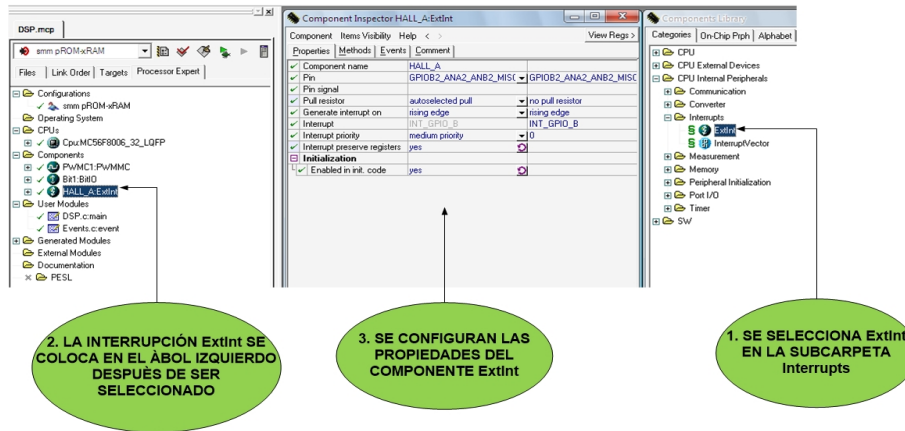 DSP.mcp
smm pROM-xRAM
Files
Link Order
Targets
Processor Expert
Configurations
smm pROM-xRAM
Operating System
CPUs
Cpu:MC56F8006_32_LQFP
Components
PWMC1:PWMMC
Bit1:BitIO
HALL_A:ExtInt
User Modules
DSP.c:main
Events.c:event
Generated Modules
External Modules
Documentation
PESL
Component Inspector HALL_A:ExtInt
Component Items Visibility Help < >
View Regs >
Properties
Methods
Events
Comment
Component name HALL_A
Pin GPIOB2_ANA2_ANB2_MISC GPIOB2_ANA2_ANB2_MISC
Pin signal
Pull resistor autoselected pull no pull resistor
Generate interrupt on rising edge rising edge
Interrupt INT_GPIO_B INT_GPIO_B
Interrupt priority medium priority 0
Interrupt preserve registers yes
Initialization
Enabled in init. code yes
Components Library
Categories
On-Chip Prph
Alphabet
CPU
CPU External Devices
CPU Internal Peripherals
Communication
Converter
Interrupts
ExtInt
InterruptVector
Measurement
Memory
Peripheral Initialization
Port I/O
Timer
SW
2. LA INTERRUPCIÓN ExtInt SE
COLOCA EN EL ÀBOL IZQUIERDO
DESPUÈS DE SER
SELECCIONADO
3. SE CONFIGURAN LAS
PROPIEDADES DEL
COMPONENTE ExtInt
1. SE SELECCIONA ExtInt
EN LA SUBCARPETA
Interrupts